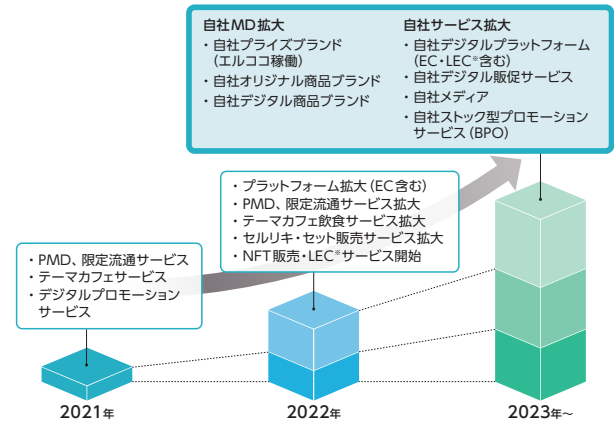 自社MD拡大
・自社プライズブランド
（エルココ稼働）
・自社オリジナル商品ブランド
・自社デジタル商品ブランド
自社サービス拡大
・自社デジタルプラットフォーム
（EC・LEC*含む）
・自社デジタル販促サービス
・自社メディア
・自社ストック型プロモーション
サービス（BPO）
・プラットフォーム拡大（EC含む）
・PMD、限定流通サービス拡大
・テーマカフェ飲食サービス拡大
・セルリキ・セット販売サービス拡大
・NFT販売・LEC*サービス開始
・PMD、限定流通サービス
・テーマカフェサービス
・デジタルプロモーション
サービス
2021年
2022年
2023年～